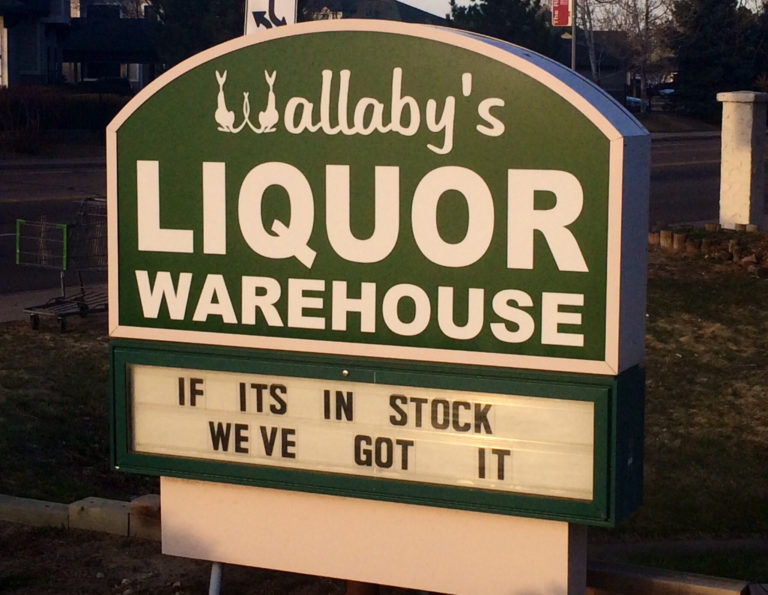 Wallaby's
LIQUOR
WAREHOUSE
IF ITS IN STOCK
WE VE GOT IT